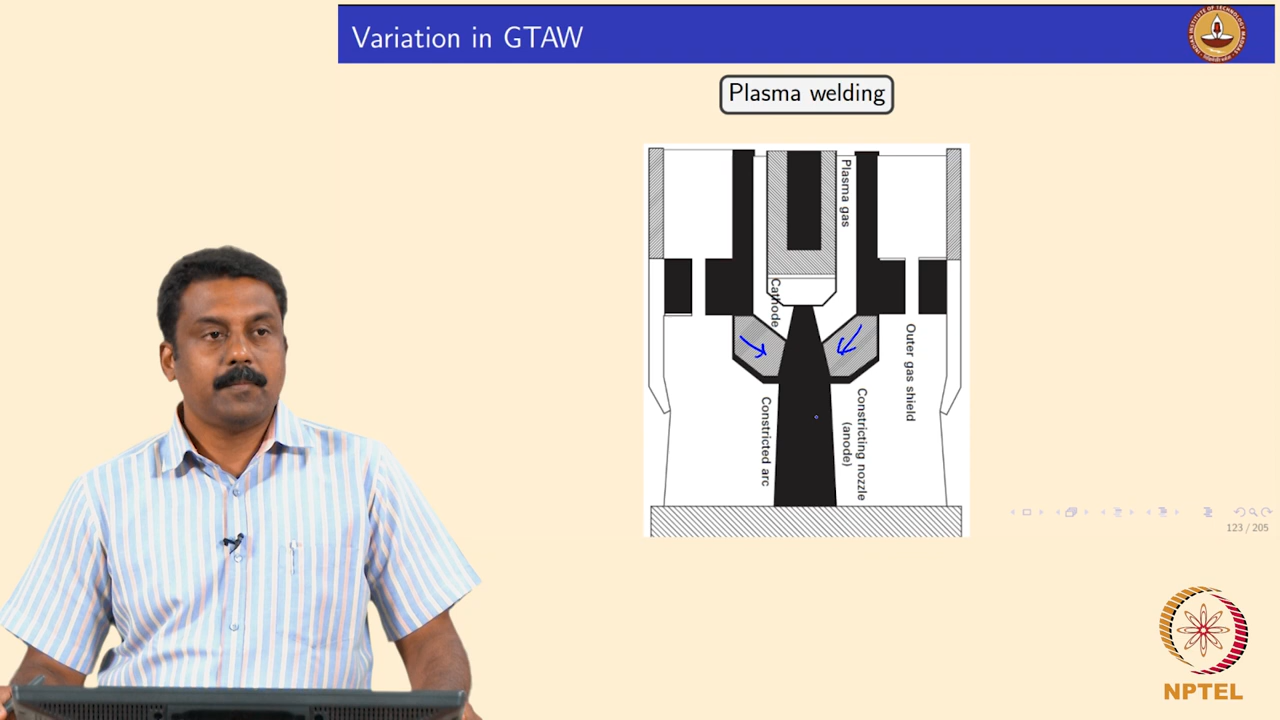 Variation in GTAW
Plasma welding
Plasma gas
Cathode
Outer gas shield
Constricting nozzle
(anode)
Constricted arc
123 / 205
NPTEL